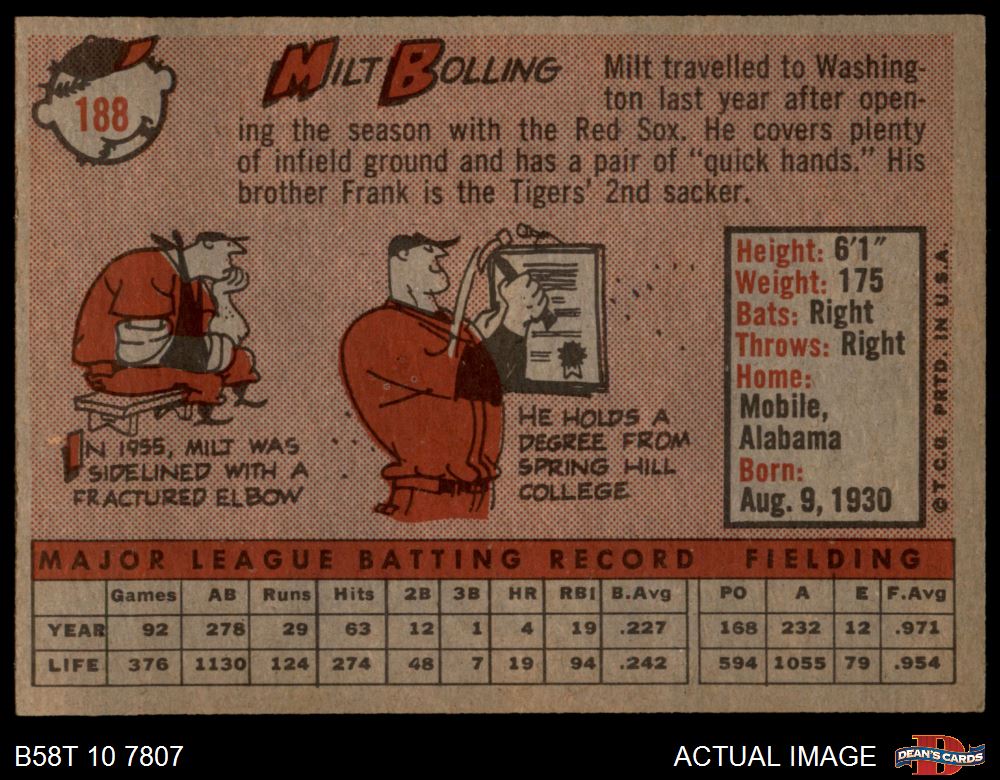 188
MILT BOLLING
Milt travelled to Washing-
ton last year after open-
ing the season with the Red Sox. He covers plenty
of infield ground and has a pair of "quick hands." His
brother Frank is the Tigers' 2nd sacker.
IN 1955, MILT WAS
SIDELINED WITH A
FRACTURED ELBOW
HE HOLDS A
DEGREE FROM
SPRING HILL
COLLEGE
Height: 6'1"
Weight: 175
Bats: Right
Throws: Right
Home:
Mobile,
Alabama
Born:
Aug. 9, 1930
© T.C.G. PRTD. IN U.S.A.
MAJOR LEAGUE BATTING RECORD FIELDING
Games AB Runs Hits 2B 3B HR RBI B.Avg PO A E F.Avg
YEAR 92 278 29 63 12 1 4 19 .227 168 232 12 .971
LIFE 376 1130 124 274 48 7 19 94 .242 594 1055 79 .954
B58T 10 7807
ACTUAL IMAGE
DEAN'S CARDS